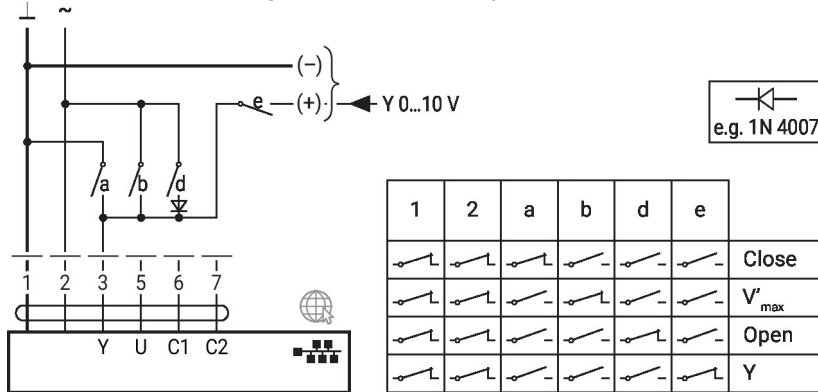 ⊥ ~
(–)
e (+) Y 0...10 V
e.g. 1N 4007
a b d
1 2 a b d e
Close
V'max
Open
Y
1 2 3 5 6 7
Y U C1 C2